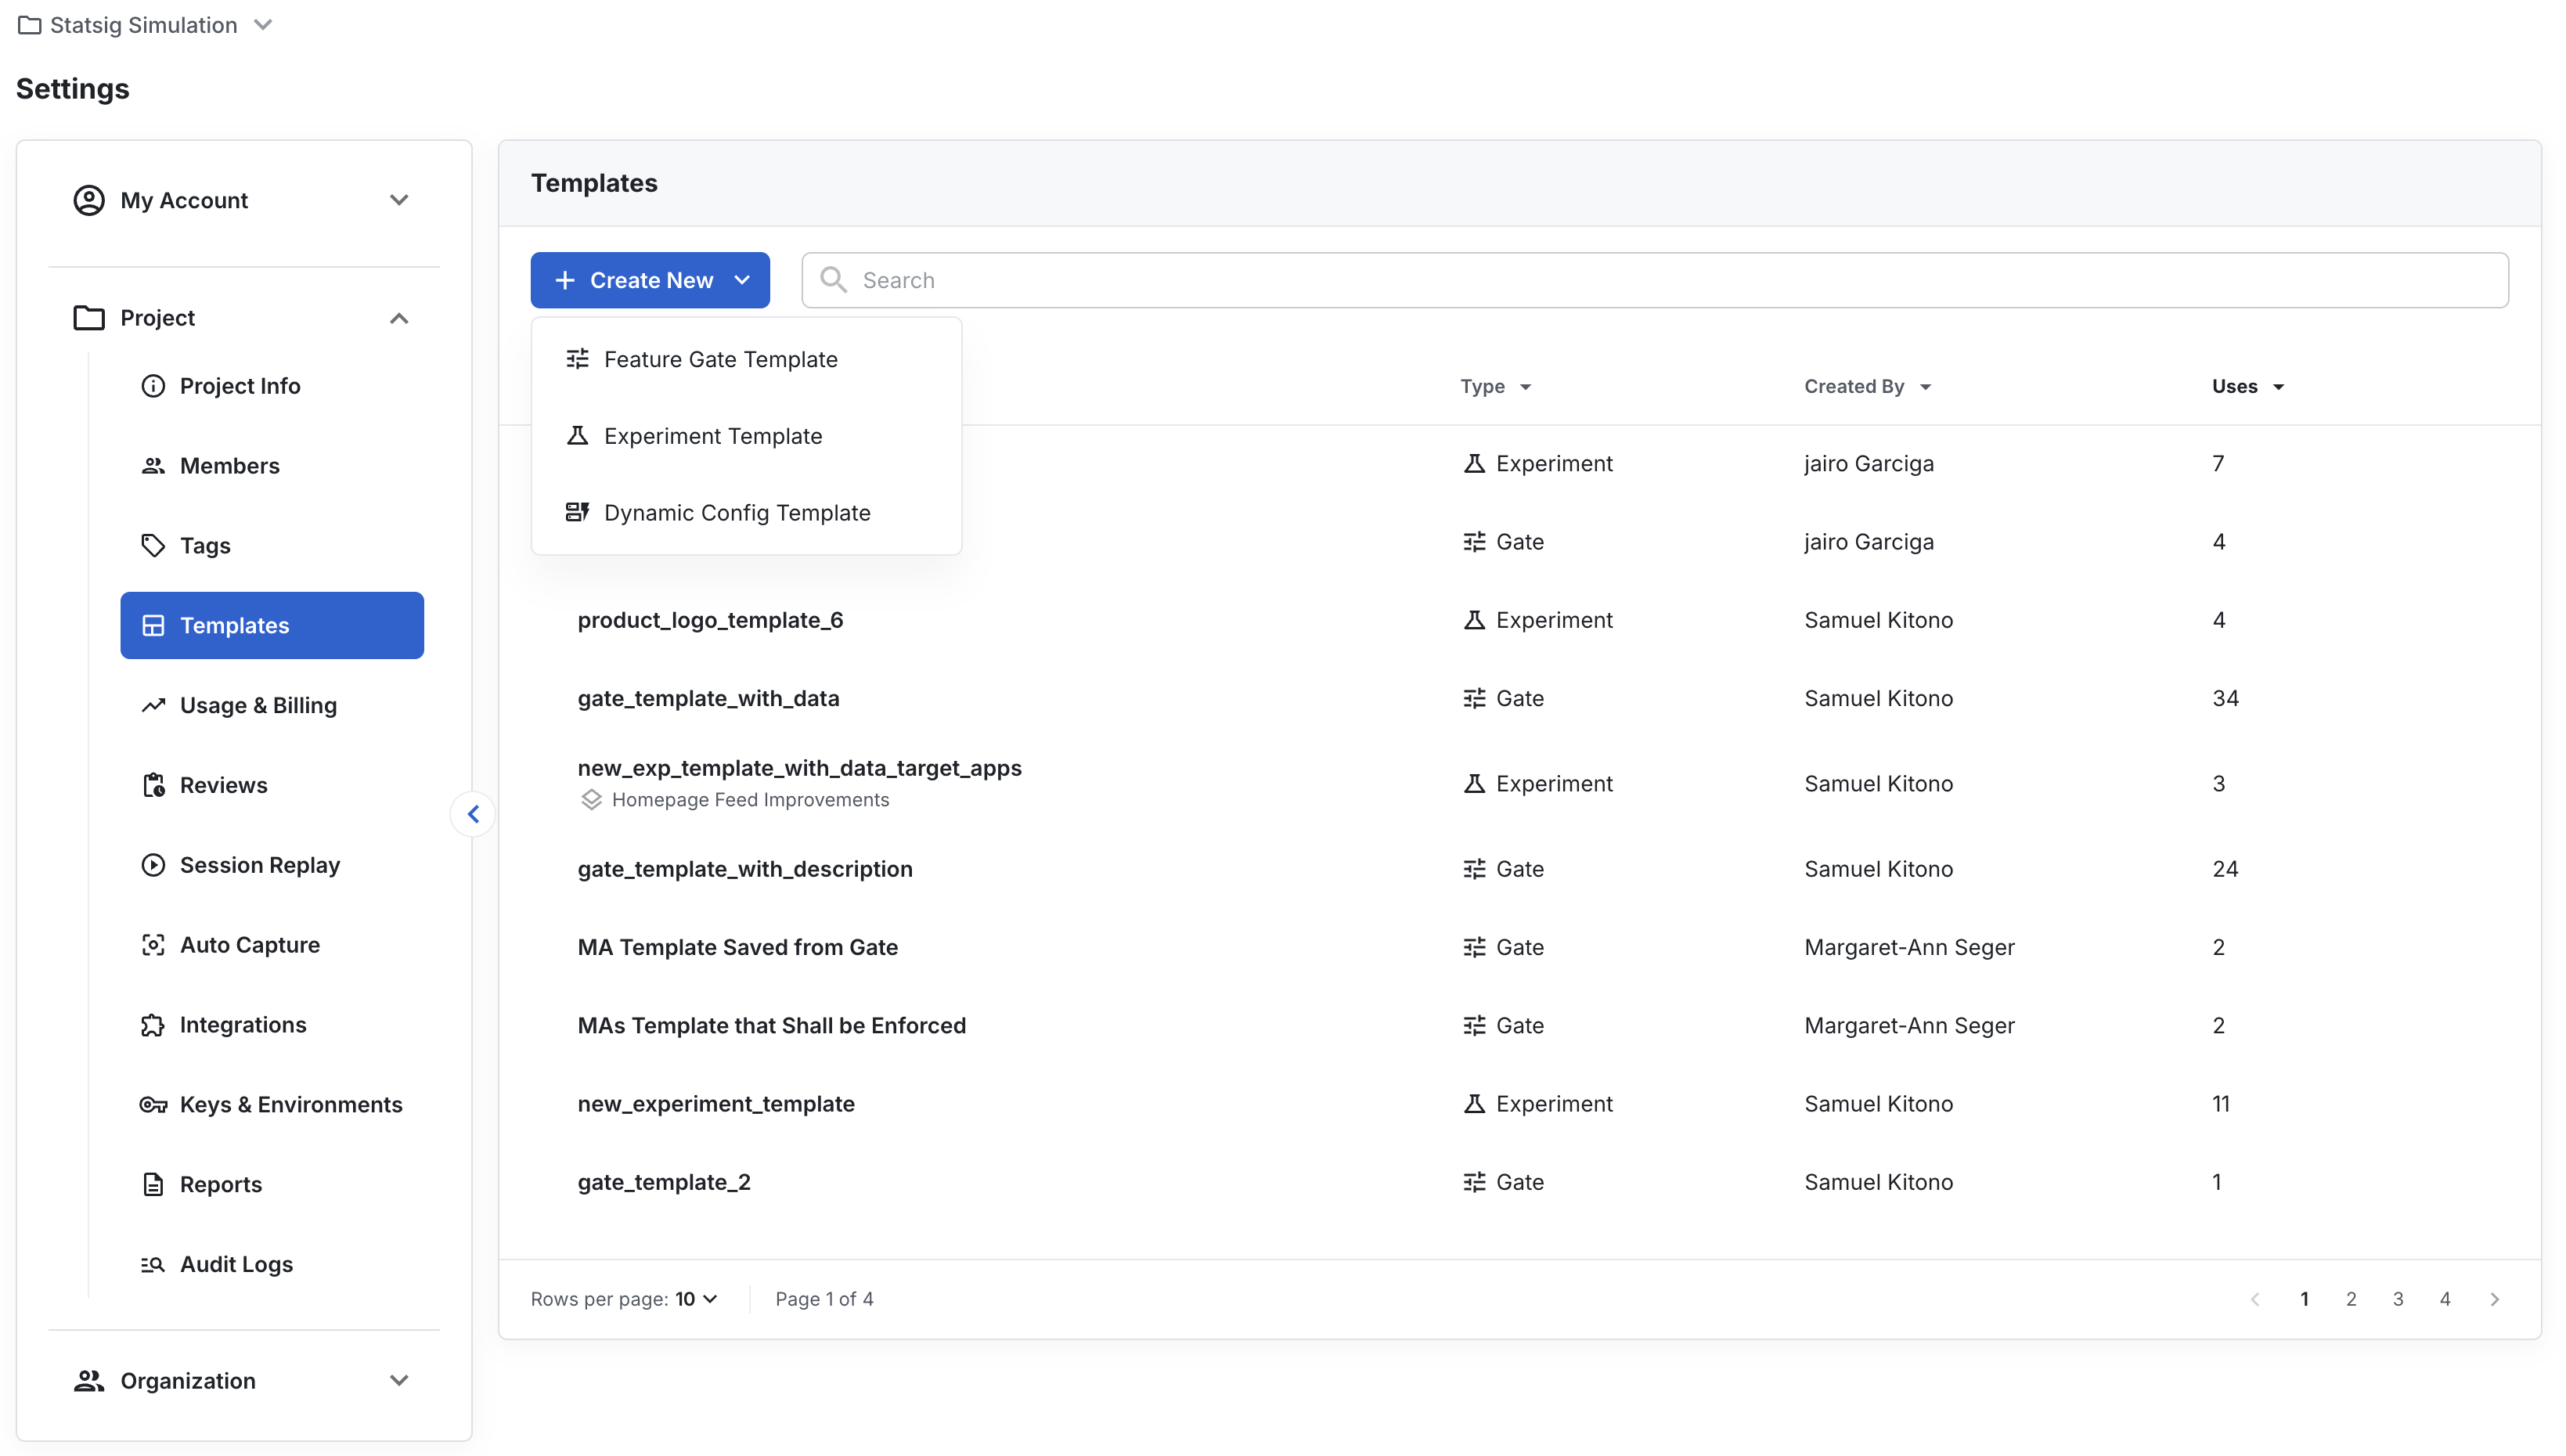 Statsig Simulation
Settings
My Account
Project
Project Info
Members
Tags
Templates
Usage & Billing
Reviews
Session Replay
Auto Capture
Integrations
Keys & Environments
Reports
Audit Logs
Organization
Templates
Create New
Search
Feature Gate Template
Experiment Template
Dynamic Config Template
Type Created By Uses
Experiment jairo Garciga 7
Gate jairo Garciga 4
product_logo_template_6 Experiment Samuel Kitono 4
gate_template_with_data Gate Samuel Kitono 34
new_exp_template_with_data_target_apps Experiment Samuel Kitono 3
Homepage Feed Improvements
gate_template_with_description Gate Samuel Kitono 24
MA Template Saved from Gate Gate Margaret-Ann Seger 2
MAs Template that Shall be Enforced Gate Margaret-Ann Seger 2
new_experiment_template Experiment Samuel Kitono 11
gate_template_2 Gate Samuel Kitono 1
Rows per page: 10 Page 1 of 4 1 2 3 4